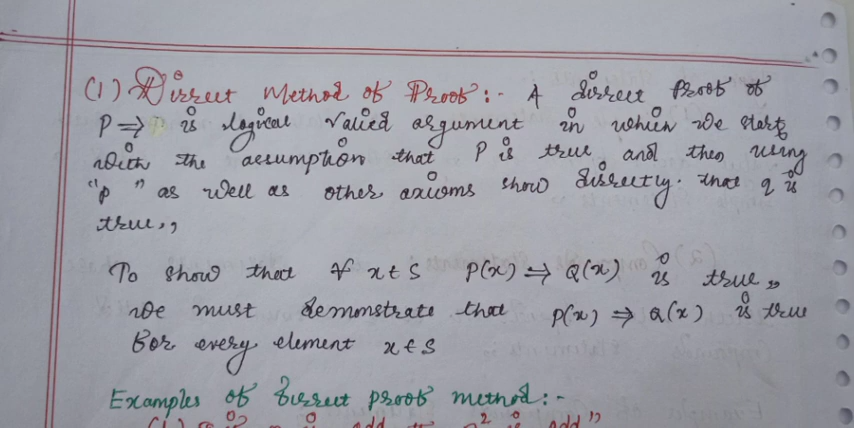 (1) Direct Method of Proof :-  A direct Proof of
P ⇒ is logical valied argument in which we start
with the assumption that P is true and then using
"p" as well as other axioms show directly. that q is
true,,
To show that ∀ x ∈ S P(x) ⇒ Q(x) is true,,
we must demonstrate that P(x) ⇒ Q(x) is true
For every element x ∈ S
Examples of direct proof method :-